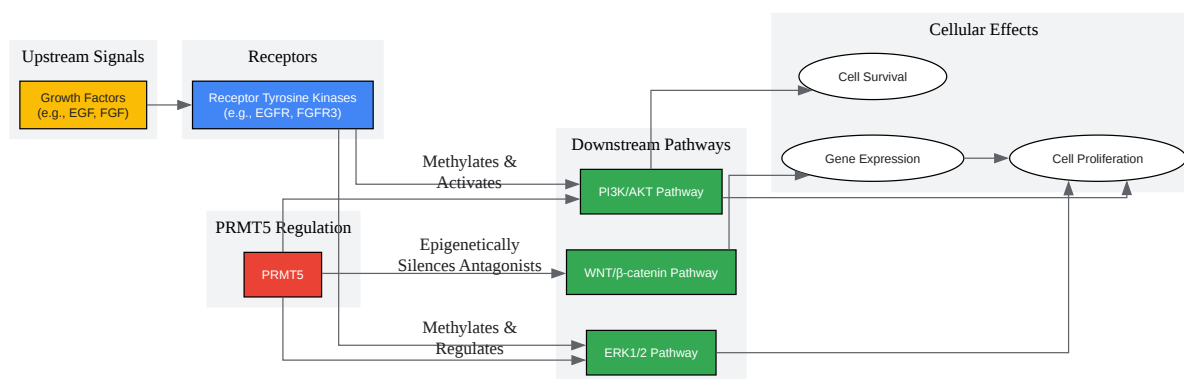 Cellular Effects
Upstream Signals
Receptors
Cell Survival
Growth Factors
(e.g., EGF, FGF)
Receptor Tyrosine Kinases
(e.g., EGFR, FGFR3)
Downstream Pathways
Gene Expression
Cell Proliferation
Methylates &
Activates
PI3K/AKT Pathway
PRMT5 Regulation
Epigenetically
Silences Antagonists
PRMT5
WNT/β-catenin Pathway
Methylates &
Regulates
ERK1/2 Pathway